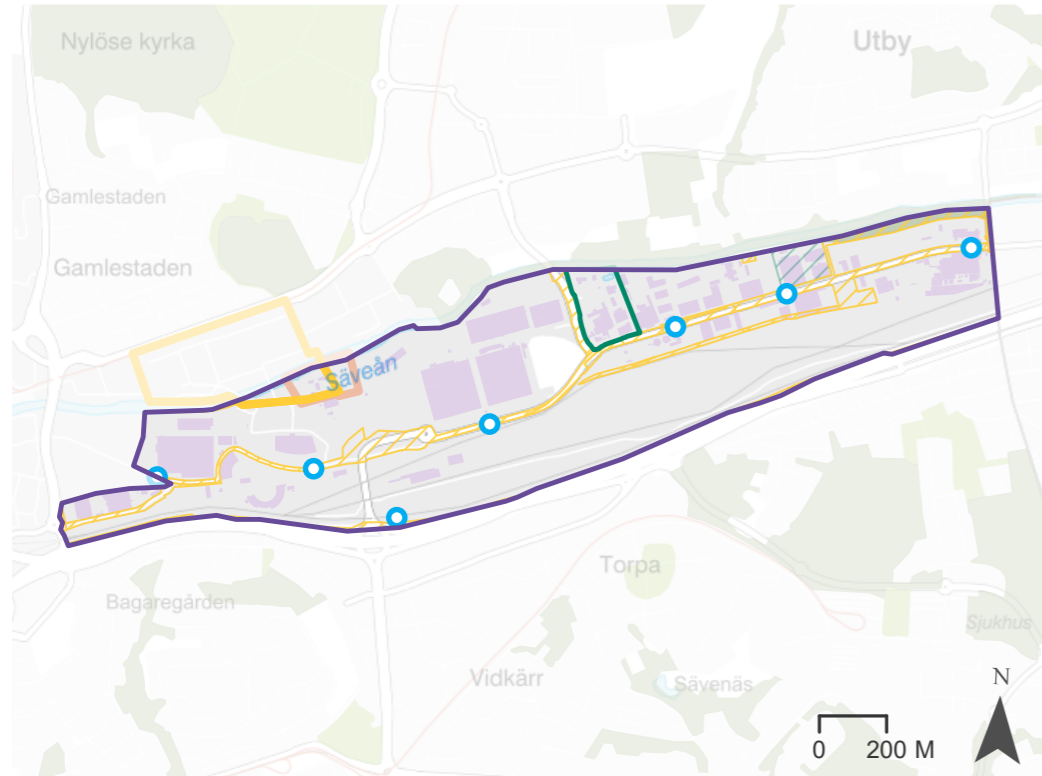 Nylöse kyrka
Utby
Gamlestaden
Gamlestaden
Säveån
Torpa
Bagaregården
Sjukhus
Vidkärr
Sävenäs
N
0 200 M